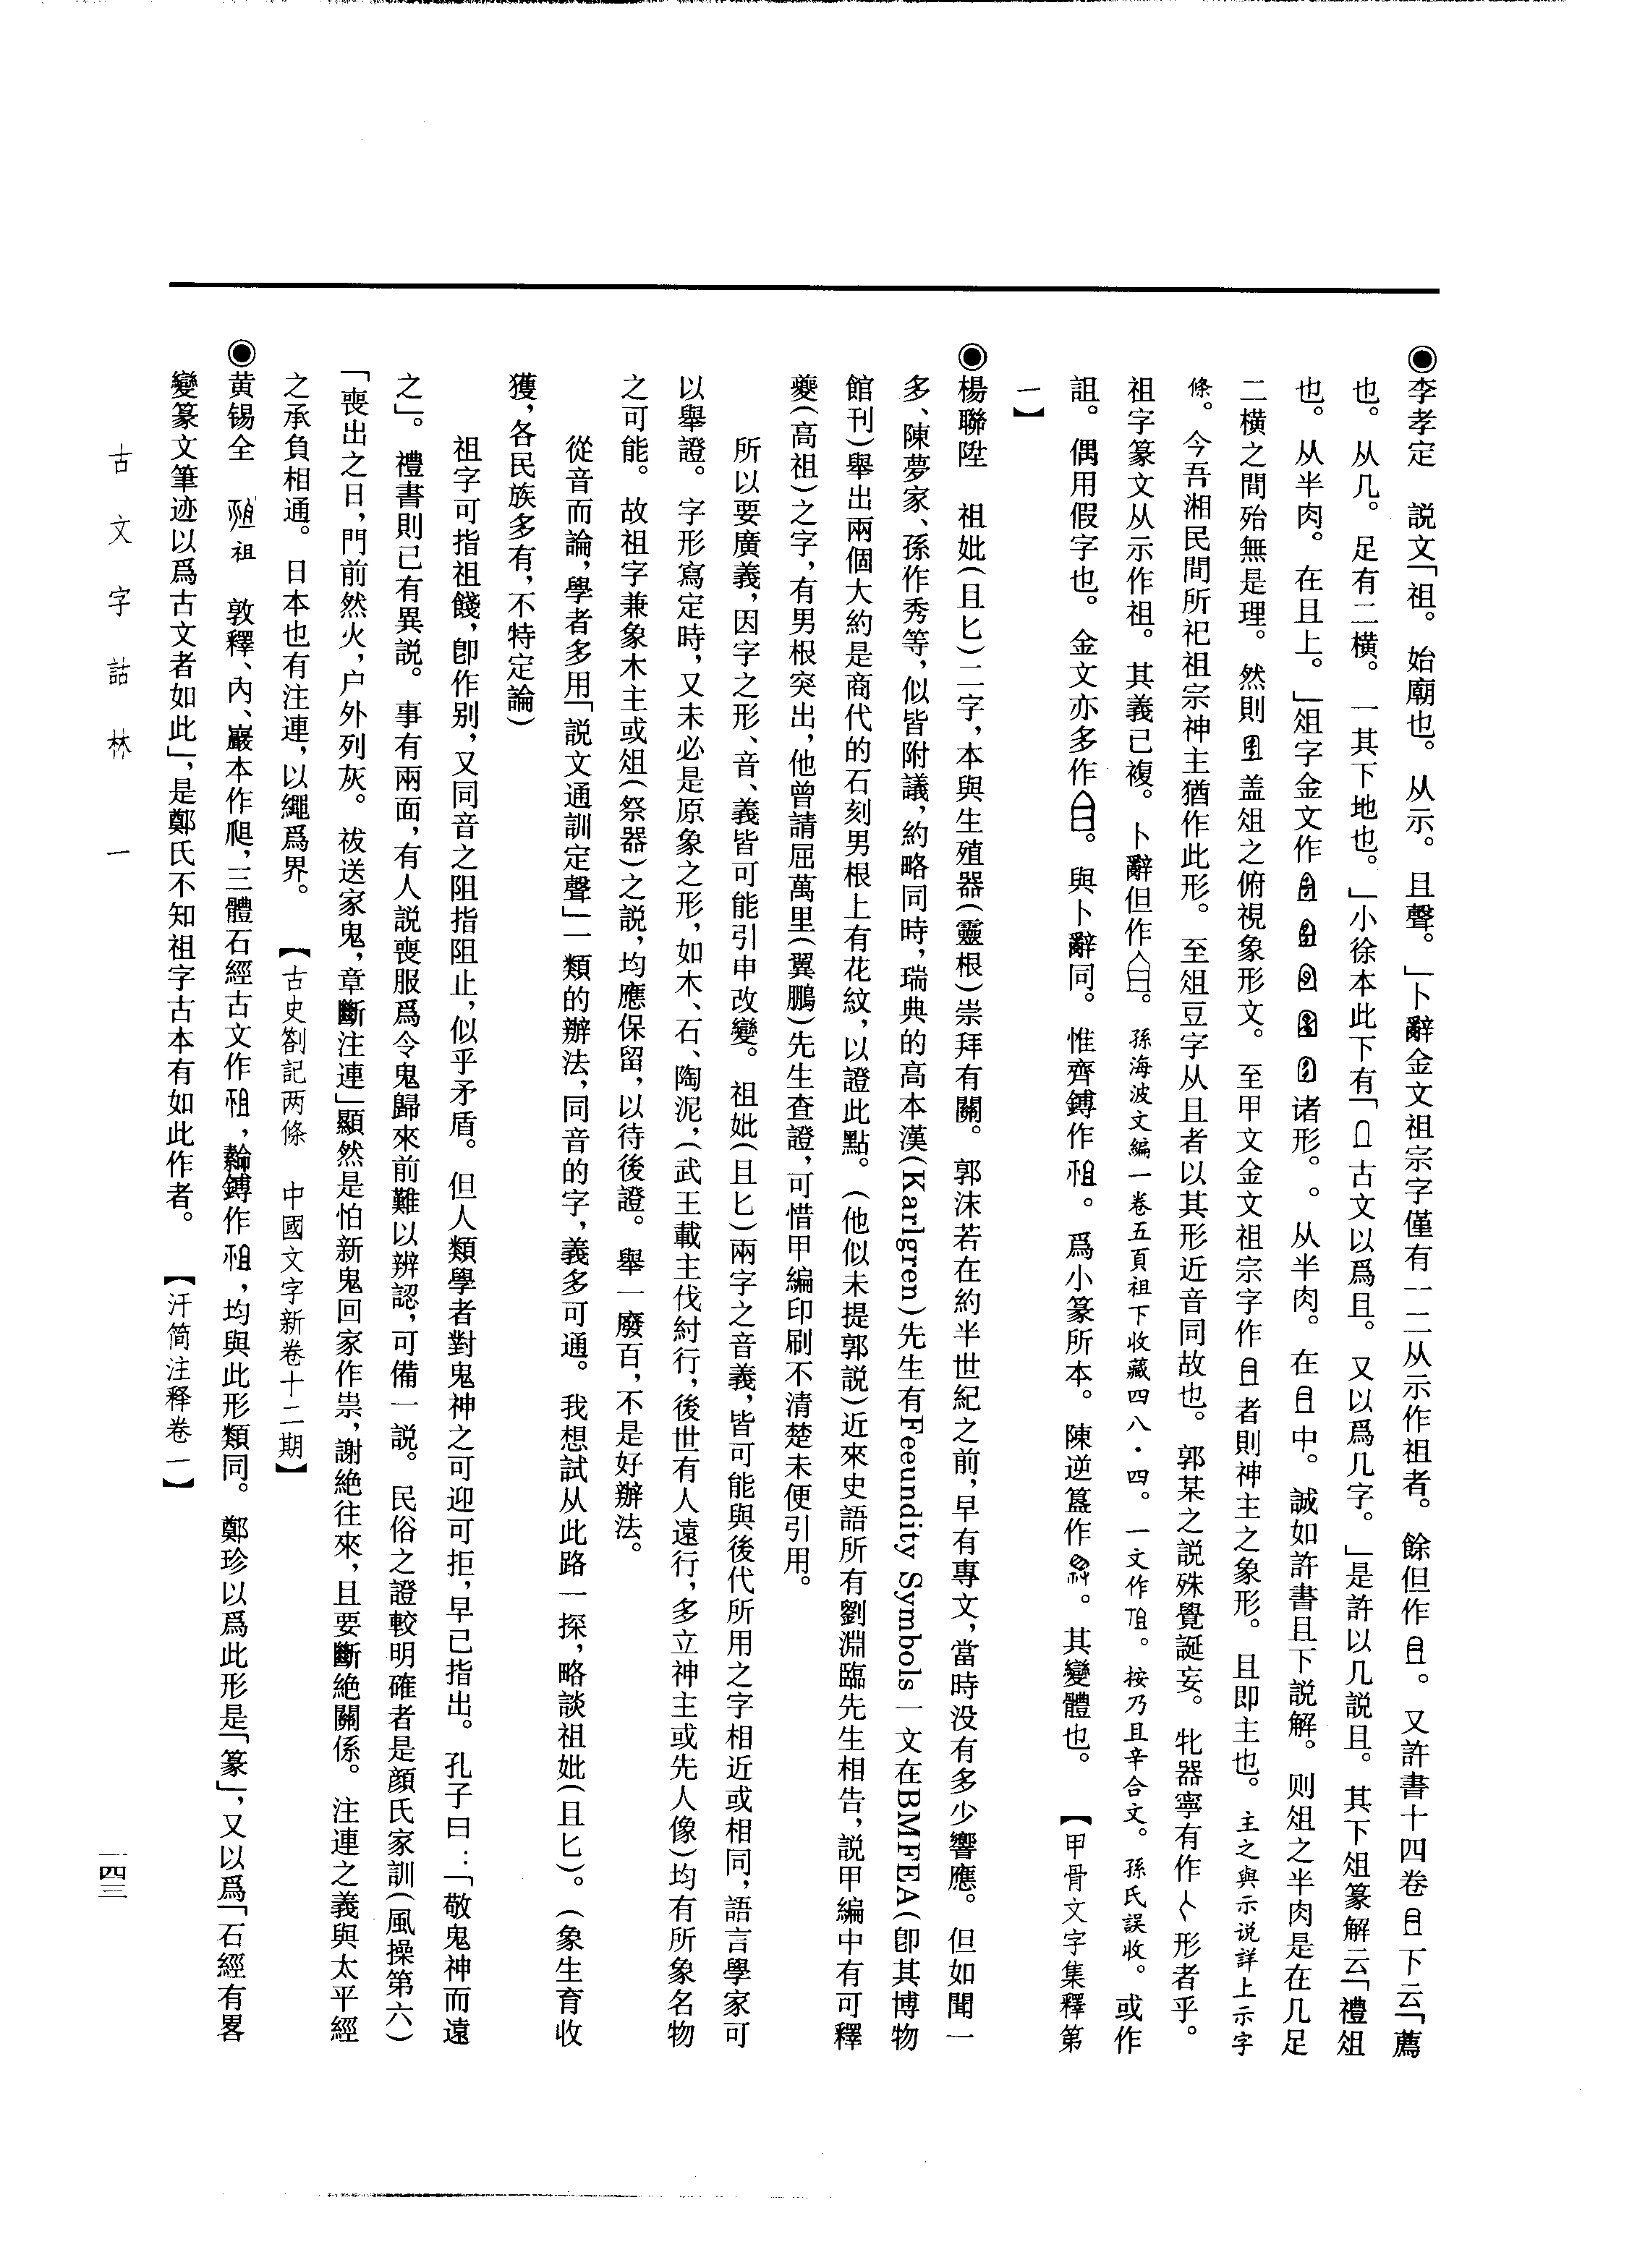 ◉李孝定　説文「祖。始廟也。从示。且聲。」卜辭金文祖宗字僅有一二从示作祖者。餘但作。又許書十四卷下云「薦
也。从几。足有二横。一其下地也。」小徐本此下有「古文以爲且。又以爲几字。」是許以几説且。其下俎篆解云「禮俎
也。从半肉。在且上。」俎字金文作诸形。。从半肉。在中。誠如許書且下説解。则俎之半肉是在几足
二横之間殆無是理。然則盖俎之俯視象形文。至甲文金文祖宗字作者則神主之象形。且即主也。主之與示说詳上示字
條。今吾湘民間所祀祖宗神主猶作此形。至俎豆字从且者以其形近音同故也。郭某之説殊覺誕妄。牝器寧有作形者乎。
祖字篆文从示作祖。其義已複。卜辭但作。孫海波文編一卷五頁祖下收藏四八・四。一文作。按乃且辛合文。孫氏誤收。或作
詛。偶用假字也。金文亦多作。與卜辭同。惟齊鎛作。爲小篆所本。陳逆簠作。其變體也。【甲骨文字集釋第
一】
◉楊聯陞　祖妣(且匕)二字，本與生殖器(靈根)崇拜有關。郭沫若在約半世紀之前，早有專文，當時没有多少響應。但如聞一
多、陳夢家、孫作秀等，似皆附議，約略同時，瑞典的高本漢(Karlgren)先生有Feeundity Symbols一文在BMFEA(卽其博物
館刊)舉出兩個大約是商代的石刻男根上有花紋，以證此點。(他似未提郭説)近來史語所有劉淵臨先生相告，説甲編中有可釋
夔(高祖)之字，有男根突出，他曾請屈萬里(翼鵬)先生查證，可惜甲編印刷不清楚未便引用。
所以要廣義，因字之形、音、義皆可能引申改變。祖妣(且匕)兩字之音義，皆可能與後代所用之字相近或相同，語言學家可
以舉證。字形寫定時，又未必是原象之形，如木、石、陶泥，(武王載主伐紂行，後世有人遠行，多立神主或先人像)均有所象名物
之可能。故祖字兼象木主或俎(祭器)之説，均應保留，以待後證。舉一廢百，不是好辦法。
從音而論，學者多用「説文通訓定聲」一類的辦法，同音的字，義多可通。我想試从此路一探，略談祖妣(且匕)。(象生育收
獲，各民族多有，不特定論)
祖字可指祖餞，卽作别，又同音之阻指阻止，似乎矛盾。但人類學者對鬼神之可迎可拒，早已指出。孔子曰：「敬鬼神而遠
之」。禮書則已有異説。事有兩面，有人説喪服爲令鬼歸來前難以辨認，可備一説。民俗之證較明確者是顔氏家訓(風操第六)
「喪出之日，門前然火，户外列灰。祓送家鬼，章斷注連」顯然是怕新鬼回家作祟，謝絶往來，且要斷絶關係。注連之義與太平經
之承負相通。日本也有注連，以繩爲界。【古史劄記两條　中國文字新卷十二期】
◉黄锡全　祖　敦釋、内、巖本作，三體石經古文作，鎛作，均與此形類同。鄭珍以爲此形是「篆」，又以爲「石經有畧
變篆文筆迹以爲古文者如此」，是鄭氏不知祖字古本有如此作者。【汗简注释卷一】
古文字詁林　一
一四三